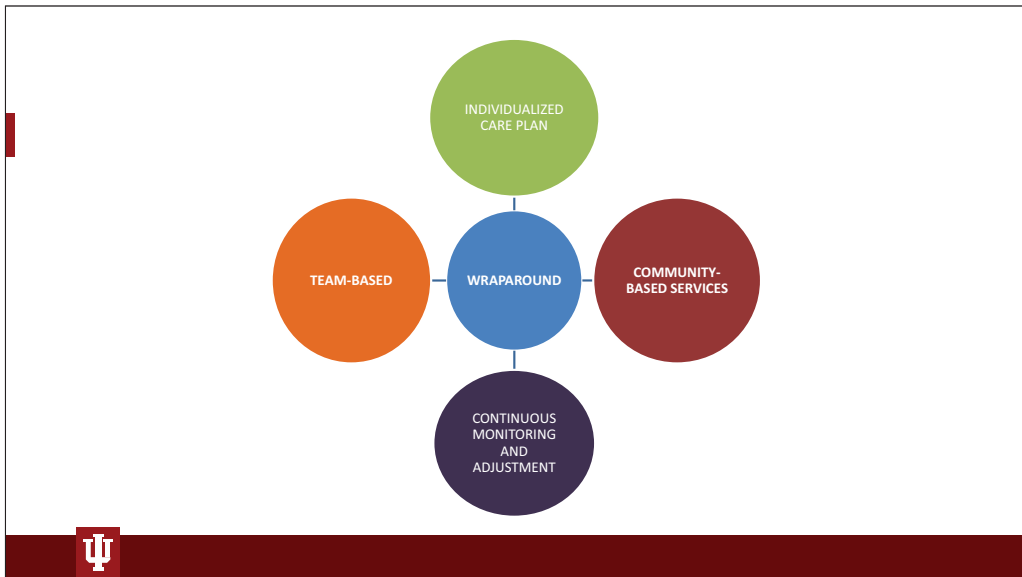 INDIVIDUALIZED
CARE PLAN
TEAM-BASED
WRAPAROUND
COMMUNITY-
BASED SERVICES
CONTINUOUS
MONITORING
AND
ADJUSTMENT